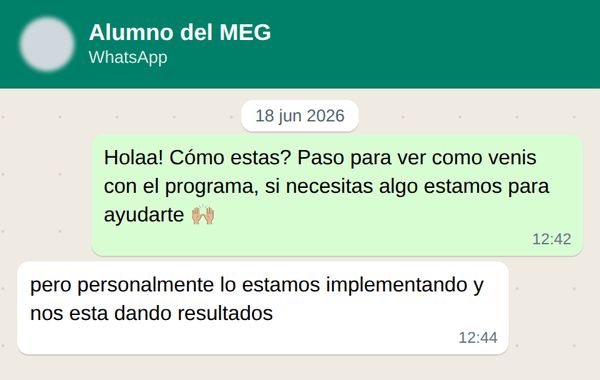 Alumno del MEG
WhatsApp
18 jun 2026
Holaa! Cómo estas? Paso para ver como venis
con el programa, si necesitas algo estamos para
ayudarte 🙌🏼
12:42
pero personalmente lo estamos implementando y
nos esta dando resultados
12:44